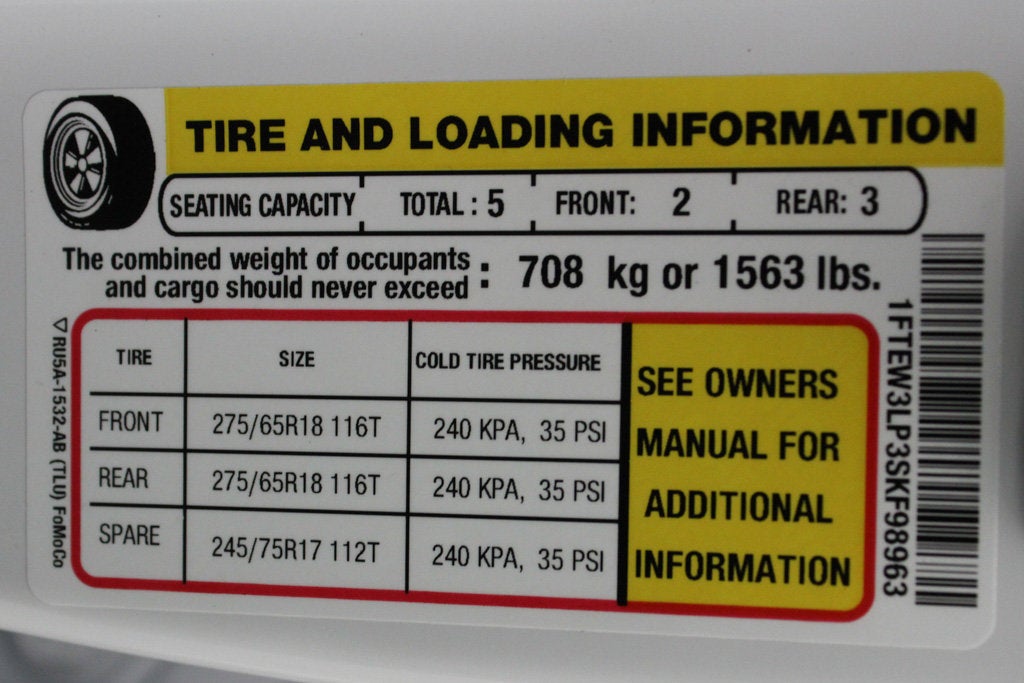 TIRE AND LOADING INFORMATION
SEATING CAPACITY TOTAL : 5 FRONT: 2 REAR: 3
The combined weight of occupants
and cargo should never exceed : 708 kg or 1563 lbs.
TIRE SIZE COLD TIRE PRESSURE
FRONT 275/65R18 116T 240 KPA, 35 PSI
REAR 275/65R18 116T 240 KPA, 35 PSI
SPARE 245/75R17 112T 240 KPA, 35 PSI
SEE OWNERS
MANUAL FOR
ADDITIONAL
INFORMATION
▽ RU5A-1532-AB (TLU) FoMoCo
1FTEW3LP3SKF98963